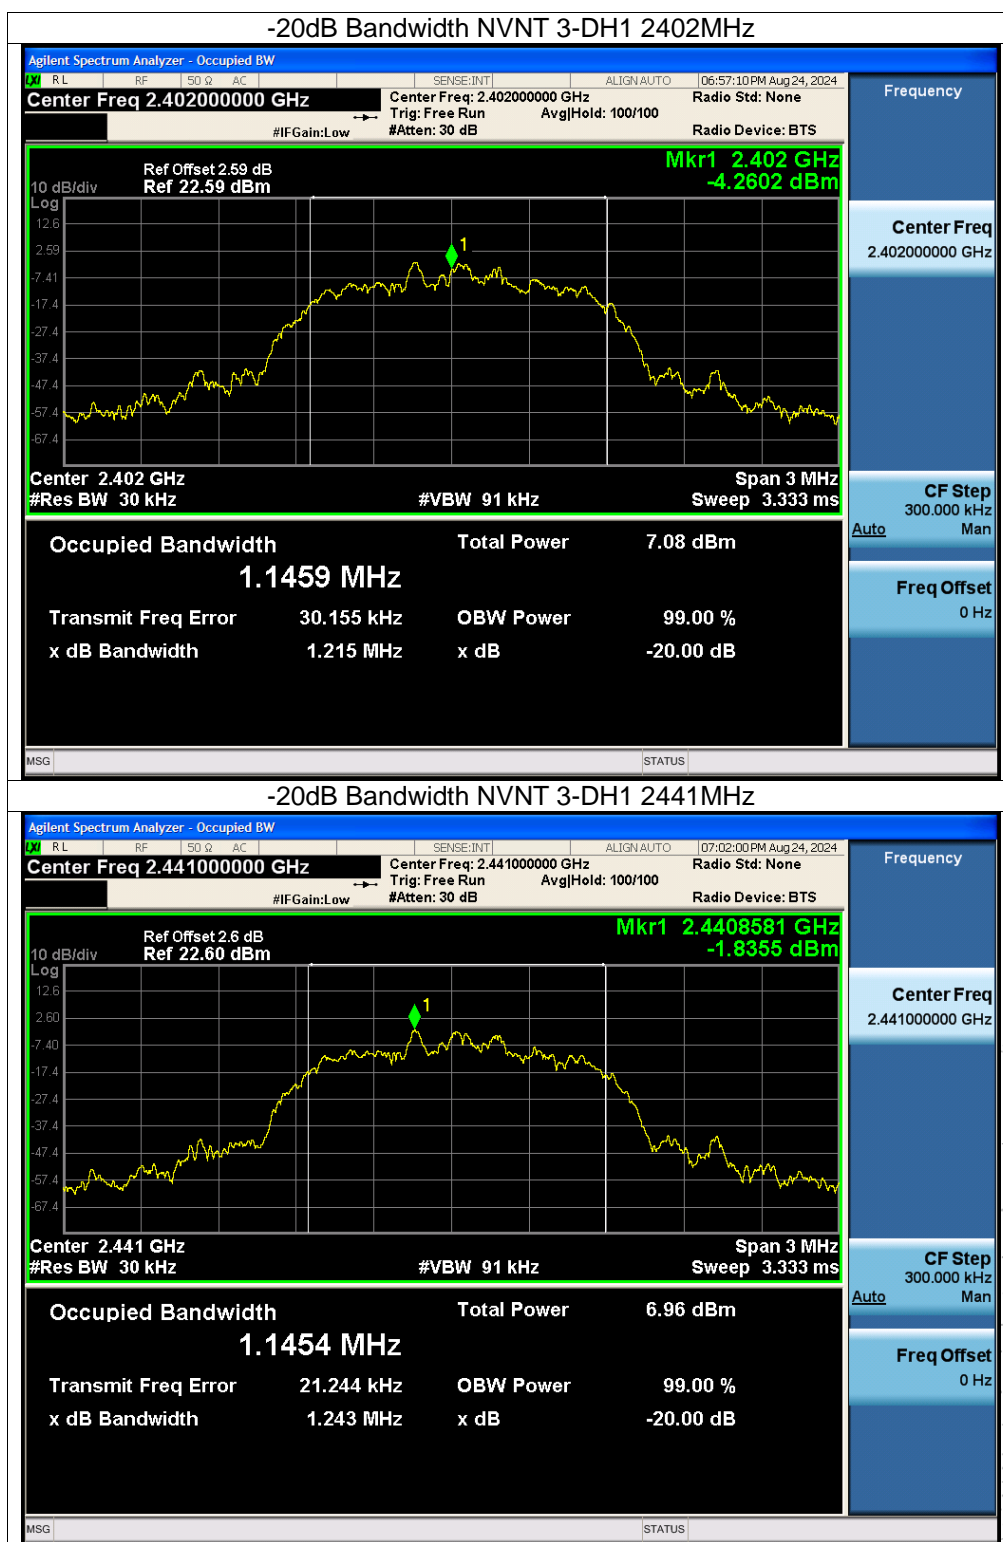 -20dB Bandwidth NVNT 3-DH1 2402MHz
Agilent Spectrum Analyzer - Occupied BW
LXI RL RF 50 Ω AC SENSE:INT ALIGN AUTO 06:57:10 PM Aug 24, 2024
Center Freq 2.402000000 GHz
Center Freq: 2.402000000 GHz Radio Std: None
Trig: Free Run Avg|Hold: 100/100
#IFGain:Low #Atten: 30 dB Radio Device: BTS
Frequency
Ref Offset 2.59 dB Mkr1 2.402 GHz
10 dB/div Ref 22.59 dBm -4.2602 dBm
Log
12.6
2.59
-7.41
-17.4
-27.4
-37.4
-47.4
-57.4
-67.4
1
Center 2.402 GHz Span 3 MHz
#Res BW 30 kHz #VBW 91 kHz Sweep 3.333 ms
Center Freq
2.402000000 GHz
CF Step
300.000 kHz
Auto Man
Freq Offset
0 Hz
Occupied Bandwidth Total Power 7.08 dBm
1.1459 MHz
Transmit Freq Error 30.155 kHz OBW Power 99.00 %
x dB Bandwidth 1.215 MHz x dB -20.00 dB
MSG STATUS
-20dB Bandwidth NVNT 3-DH1 2441MHz
Agilent Spectrum Analyzer - Occupied BW
LXI RL RF 50 Ω AC SENSE:INT ALIGN AUTO 07:02:00 PM Aug 24, 2024
Center Freq 2.441000000 GHz
Center Freq: 2.441000000 GHz Radio Std: None
Trig: Free Run Avg|Hold: 100/100
#IFGain:Low #Atten: 30 dB Radio Device: BTS
Frequency
Ref Offset 2.6 dB Mkr1 2.4408581 GHz
10 dB/div Ref 22.60 dBm -1.8355 dBm
Log
12.6
2.60
-7.40
-17.4
-27.4
-37.4
-47.4
-57.4
-67.4
1
Center 2.441 GHz Span 3 MHz
#Res BW 30 kHz #VBW 91 kHz Sweep 3.333 ms
Center Freq
2.441000000 GHz
CF Step
300.000 kHz
Auto Man
Freq Offset
0 Hz
Occupied Bandwidth Total Power 6.96 dBm
1.1454 MHz
Transmit Freq Error 21.244 kHz OBW Power 99.00 %
x dB Bandwidth 1.243 MHz x dB -20.00 dB
MSG STATUS